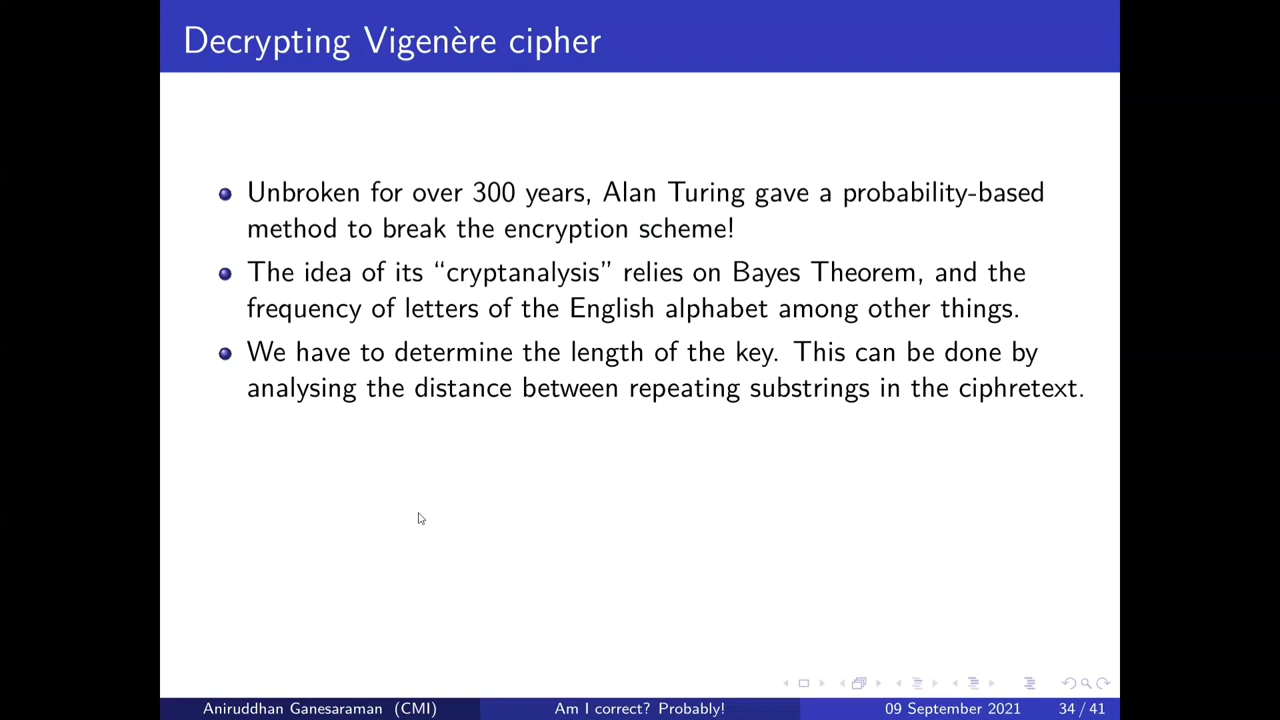 Decrypting Vigenère cipher
Unbroken for over 300 years, Alan Turing gave a probability-based
method to break the encryption scheme!
The idea of its “cryptanalysis” relies on Bayes Theorem, and the
frequency of letters of the English alphabet among other things.
We have to determine the length of the key. This can be done by
analysing the distance between repeating substrings in the ciphretext.
Aniruddhan Ganesaraman (CMI) Am I correct? Probably! 09 September 2021 34 / 41